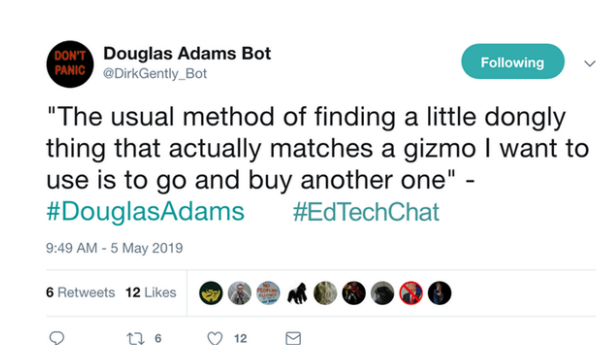 DON'T
PANIC
Douglas Adams Bot
@DirkGently_Bot
Following
"The usual method of finding a little dongly
thing that actually matches a gizmo I want to
use is to go and buy another one" -
#DouglasAdams #EdTechChat
9:49 AM - 5 May 2019
6 Retweets 12 Likes
6 12